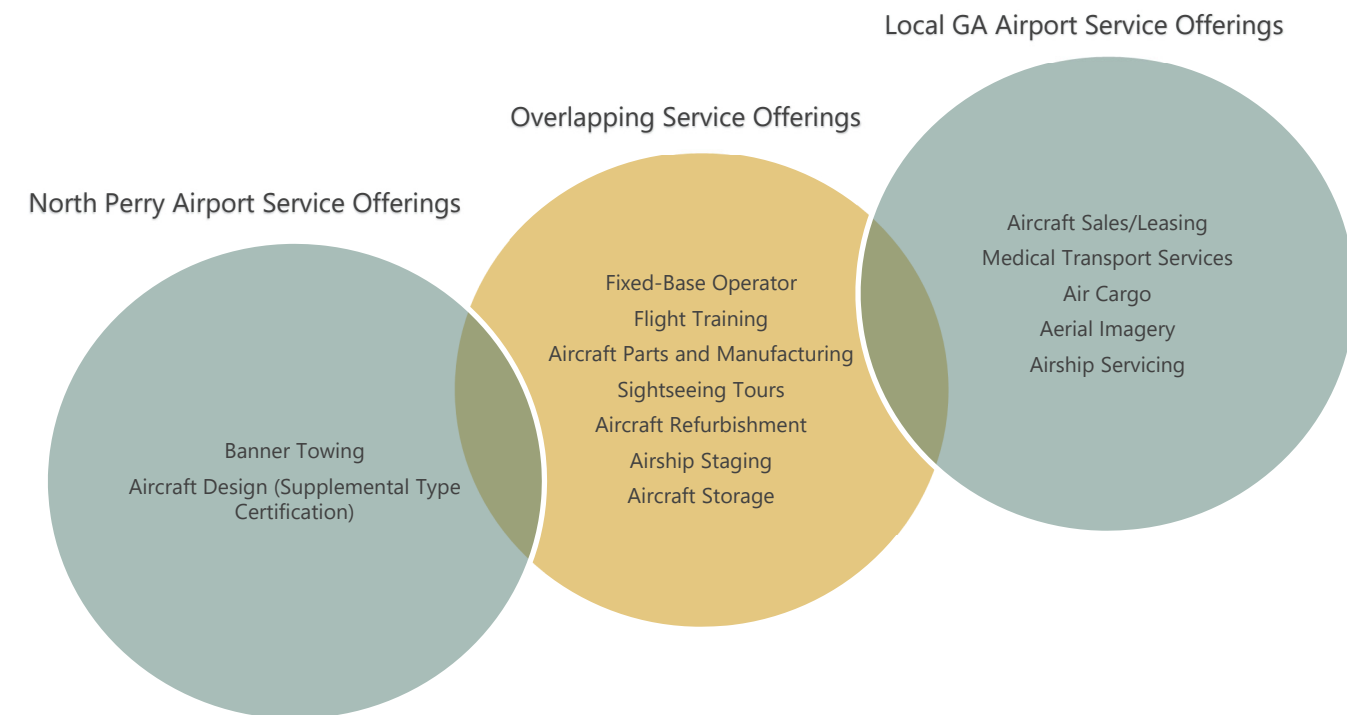 North Perry Airport Service Offerings
Banner Towing
Aircraft Design (Supplemental Type
Certification)
Overlapping Service Offerings
Fixed-Base Operator
Flight Training
Aircraft Parts and Manufacturing
Sightseeing Tours
Aircraft Refurbishment
Airship Staging
Aircraft Storage
Local GA Airport Service Offerings
Aircraft Sales/Leasing
Medical Transport Services
Air Cargo
Aerial Imagery
Airship Servicing